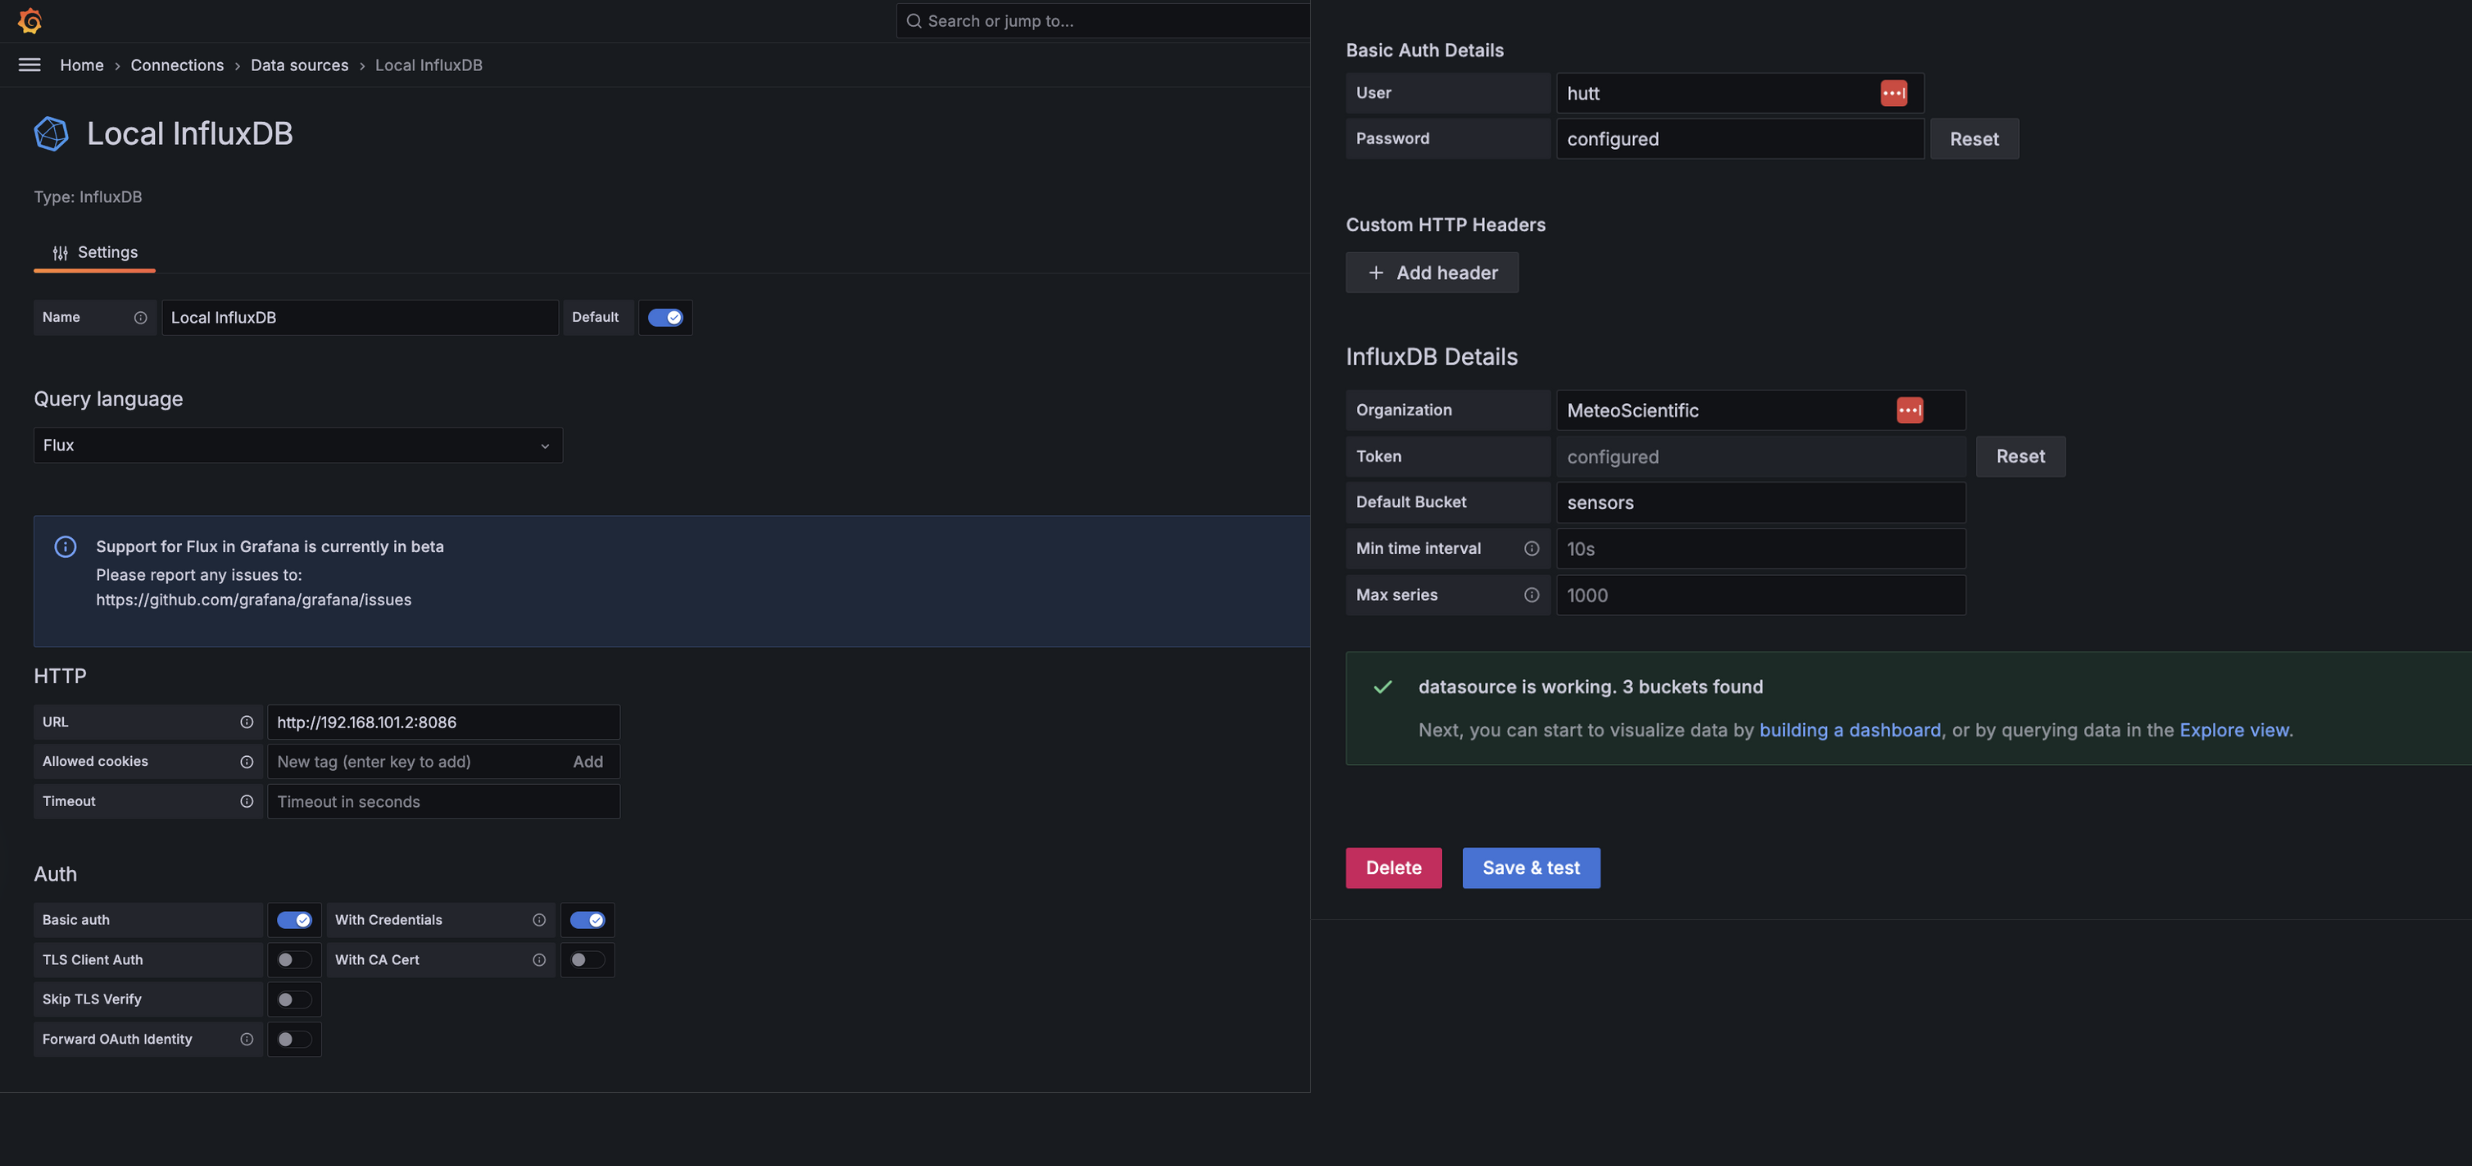 Search or jump to...
Home › Connections › Data sources › Local InfluxDB
Local InfluxDB
Type: InfluxDB
Settings
Name Local InfluxDB Default
Query language
Flux
Support for Flux in Grafana is currently in beta
Please report any issues to:
https://github.com/grafana/grafana/issues
HTTP
URL http://192.168.101.2:8086
Allowed cookies New tag (enter key to add) Add
Timeout Timeout in seconds
Auth
Basic auth With Credentials
TLS Client Auth With CA Cert
Skip TLS Verify
Forward OAuth Identity
Basic Auth Details
User hutt
Password configured Reset
Custom HTTP Headers
+ Add header
InfluxDB Details
Organization MeteoScientific
Token configured Reset
Default Bucket sensors
Min time interval 10s
Max series 1000
datasource is working. 3 buckets found
Next, you can start to visualize data by building a dashboard, or by querying data in the Explore view.
Delete Save & test